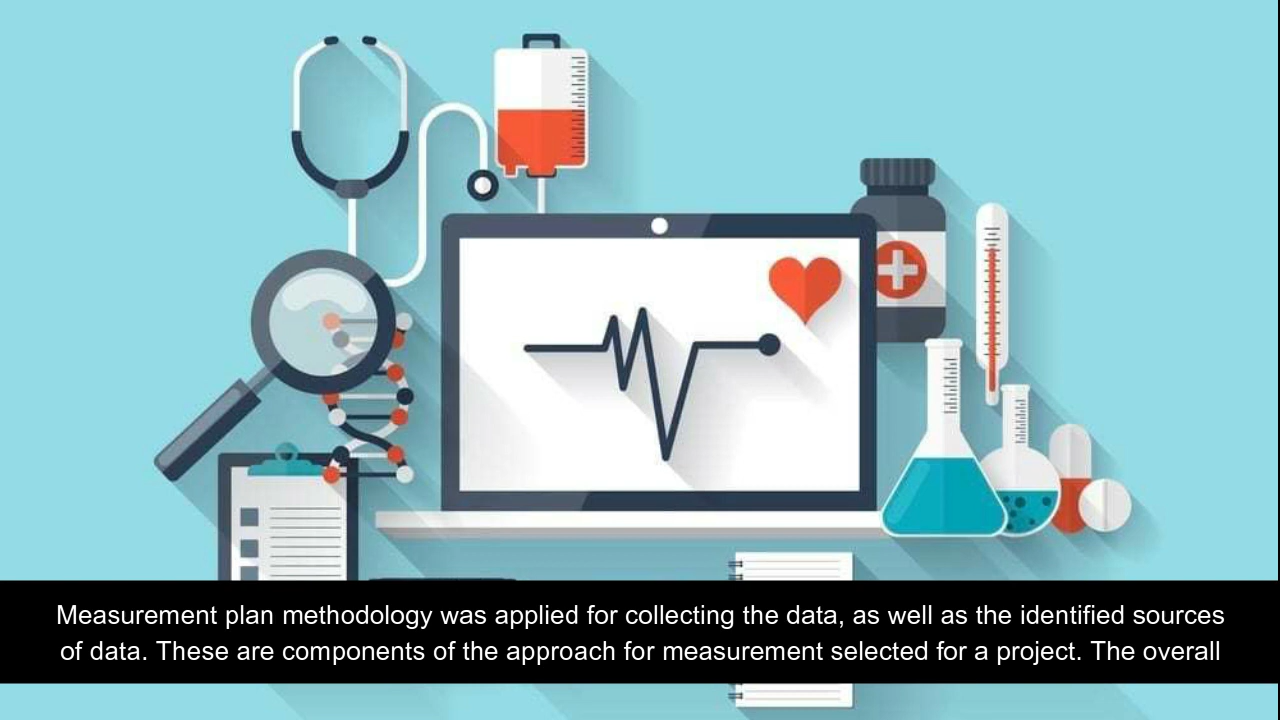 Measurement plan methodology was applied for collecting the data, as well as the identified sources
of data. These are components of the approach for measurement selected for a project. The overall